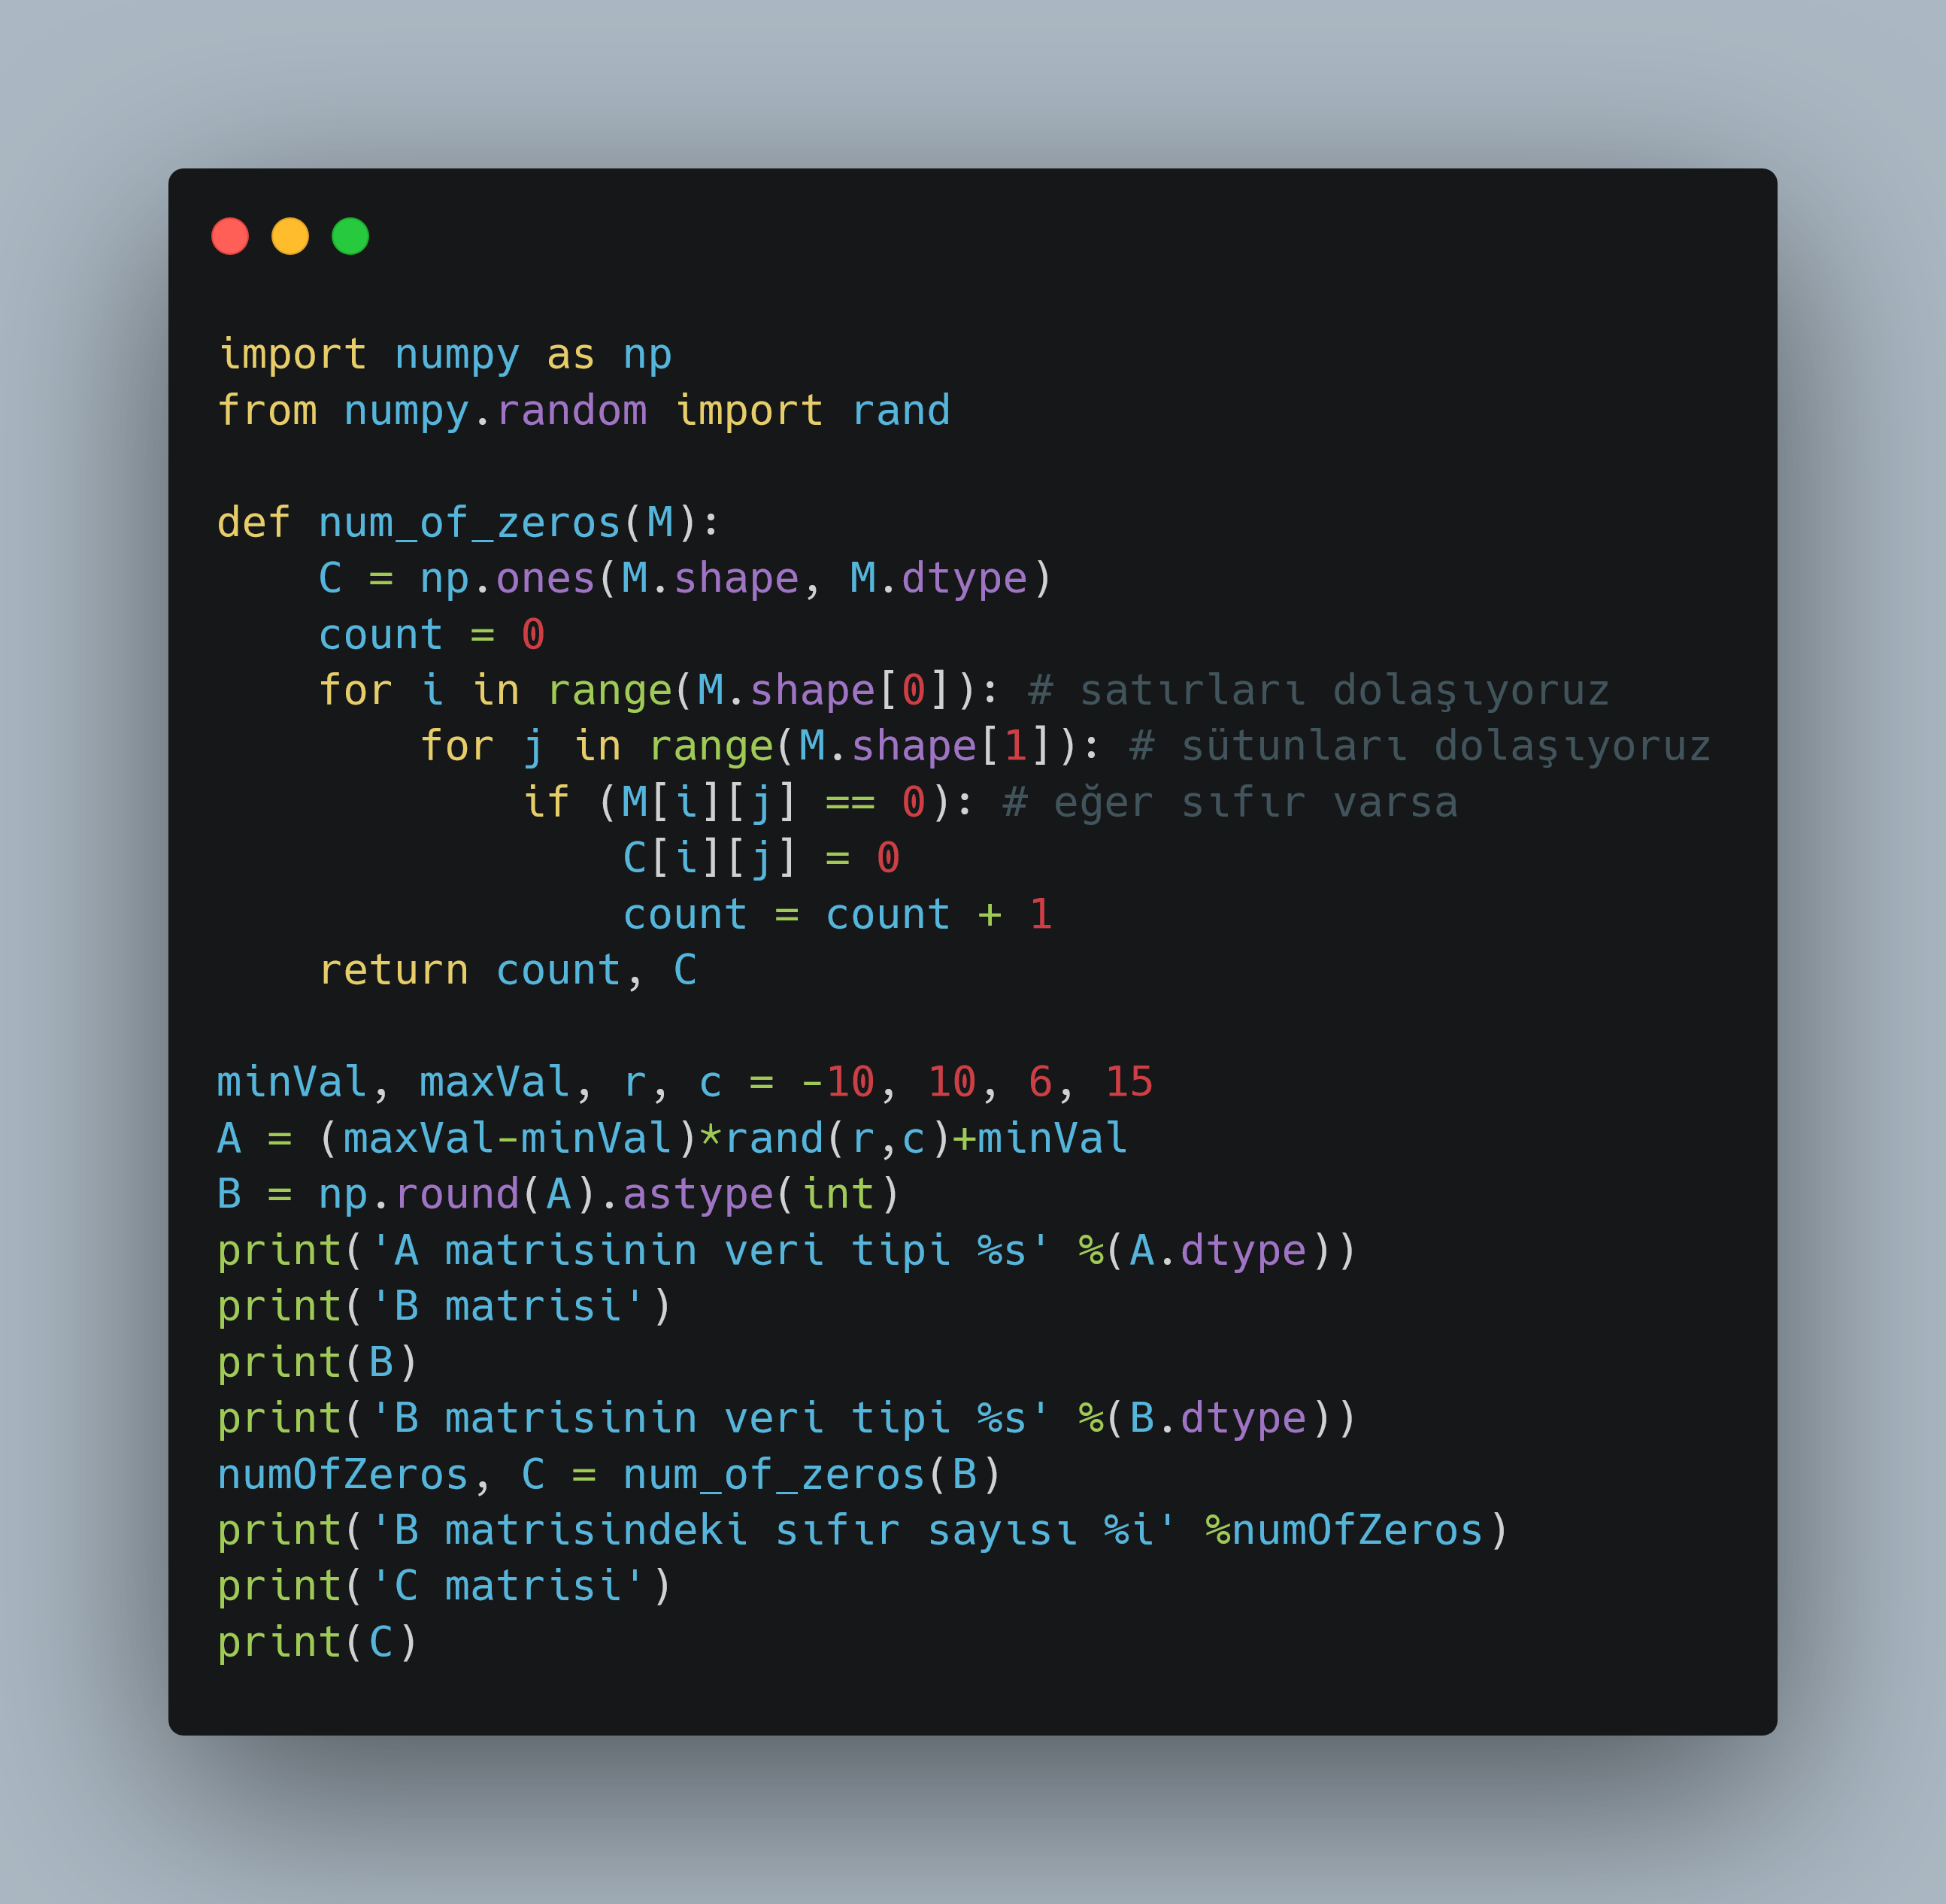 import numpy as np
from numpy.random import rand

def num_of_zeros(M):
    C = np.ones(M.shape, M.dtype)
    count = 0
    for i in range(M.shape[0]): # satırları dolaşıyoruz
        for j in range(M.shape[1]): # sütunları dolaşıyoruz
            if (M[i][j] == 0): # eğer sıfır varsa
                C[i][j] = 0
                count = count + 1
    return count, C

minVal, maxVal, r, c = -10, 10, 6, 15
A = (maxVal-minVal)*rand(r,c)+minVal
B = np.round(A).astype(int)
print('A matrisinin veri tipi %s' %(A.dtype))
print('B matrisi')
print(B)
print('B matrisinin veri tipi %s' %(B.dtype))
numOfZeros, C = num_of_zeros(B)
print('B matrisindeki sıfır sayısı %i' %numOfZeros)
print('C matrisi')
print(C)